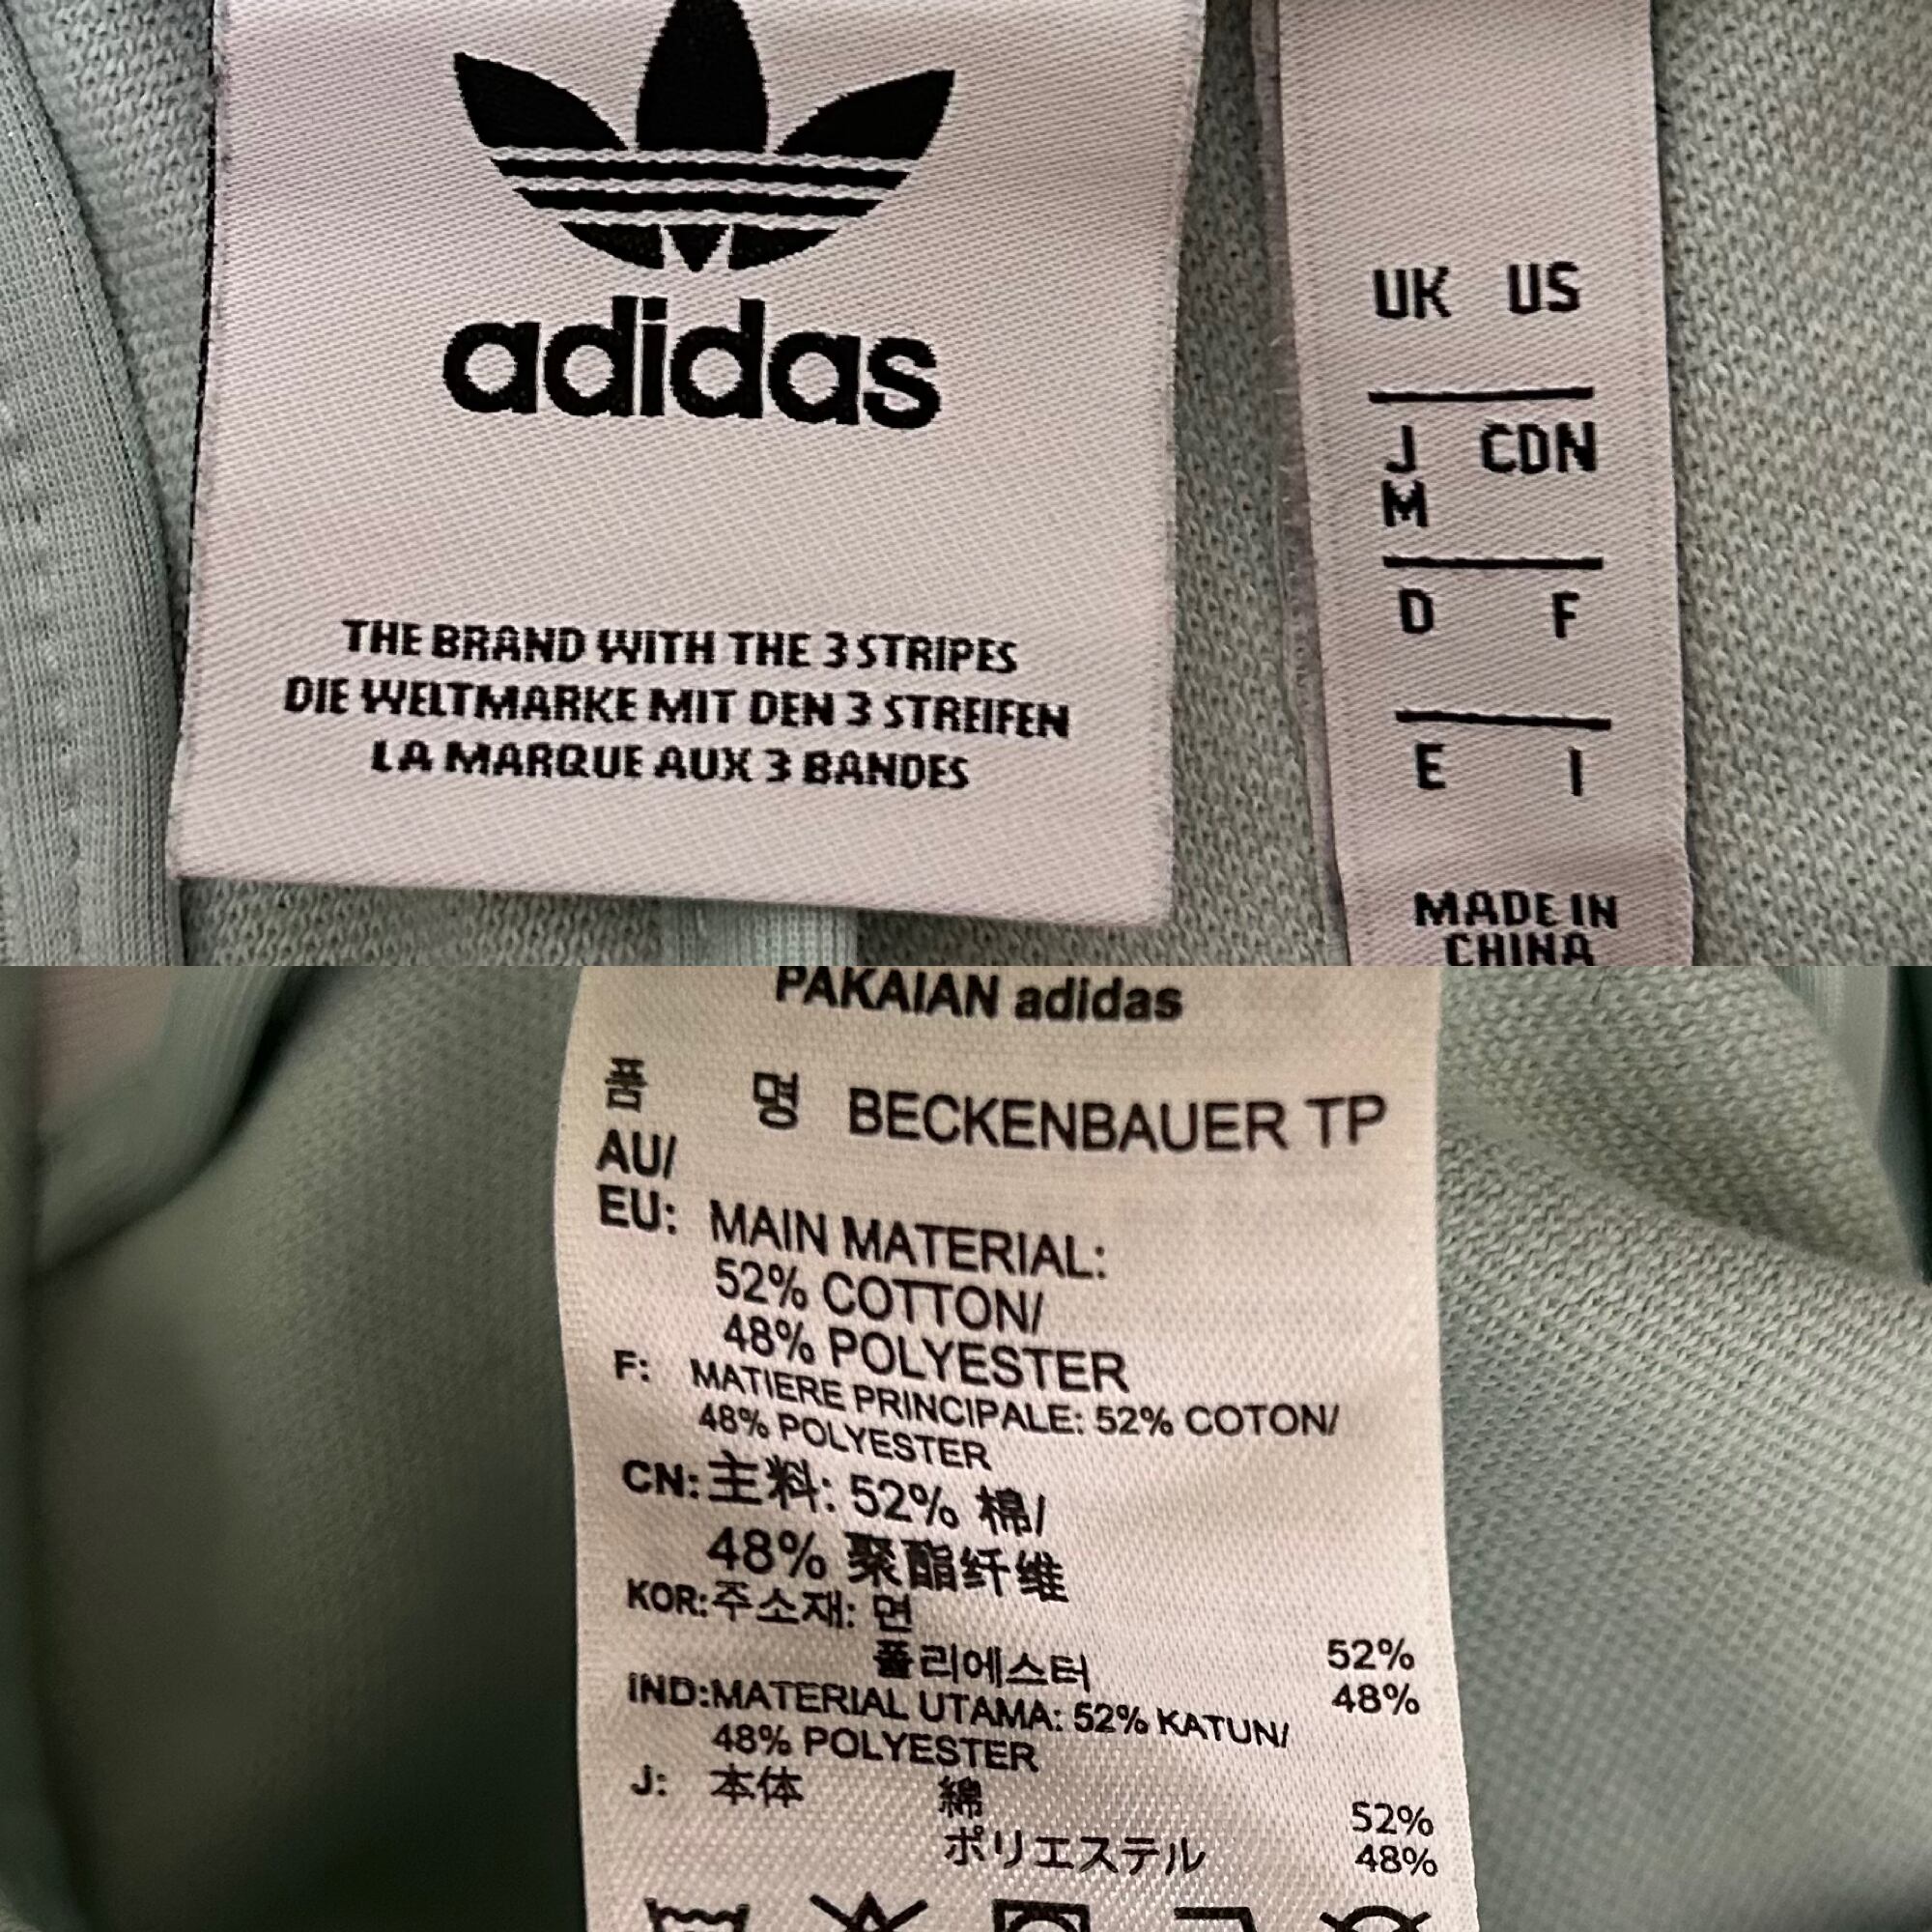 adidas
THE BRAND WITH THE 3 STRIPES
DIE WELTMARKE MIT DEN 3 STREIFEN
LA MARQUE AUX 3 BANDES
UK US
J CDN
M
D F
E I
MADE IN
CHINA
PAKAIAN adidas
품 명 BECKENBAUER TP
AU/
EU: MAIN MATERIAL:
52% COTTON/
48% POLYESTER
F: MATIERE PRINCIPALE: 52% COTON/
48% POLYESTER
CN: 主料: 52% 棉/
48% 聚酯纤维
KOR: 주소재: 면 52%
폴리에스터 48%
IND: MATERIAL UTAMA: 52% KATUN/
48% POLYESTER
J: 本体 綿 52%
ポリエステル 48%